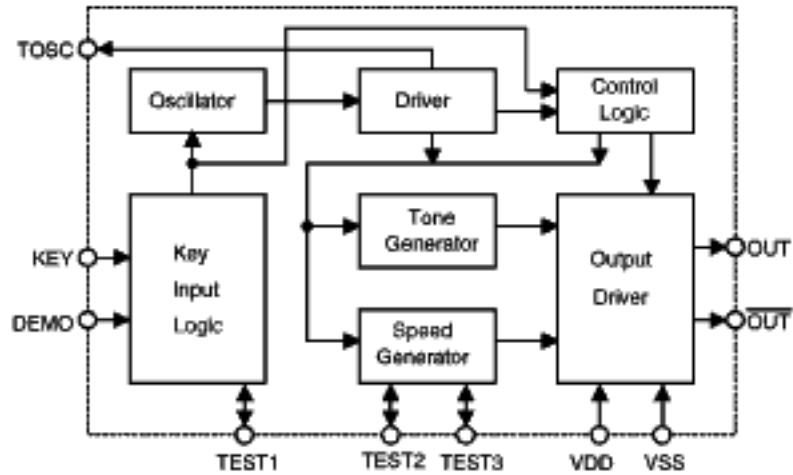 TOSC
Oscillator
Driver
Control
Logic
KEY
DEMO
Key
Input
Logic
Tone
Generator
Speed
Generator
Output
Driver
OUT
OUT
TEST1
TEST2
TEST3
VDD
VSS